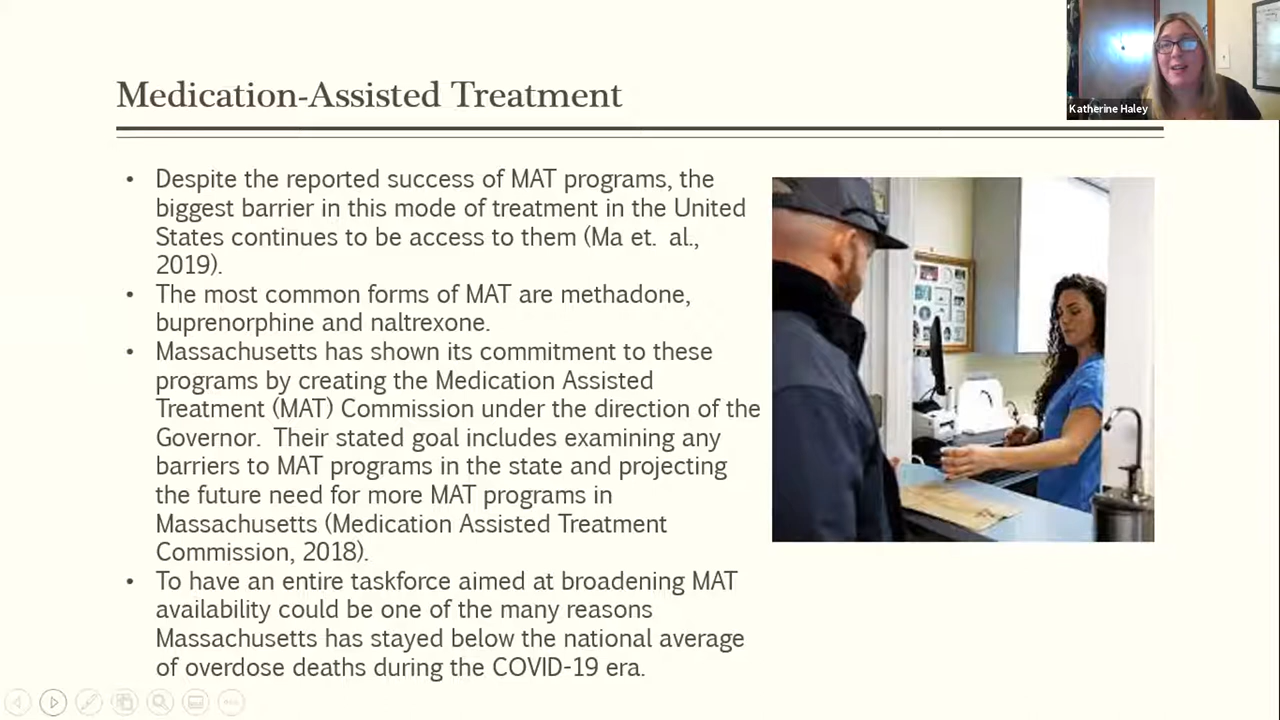 Medication-Assisted Treatment
Katherine Haley
• Despite the reported success of MAT programs, the
biggest barrier in this mode of treatment in the United
States continues to be access to them (Ma et. al.,
2019).
• The most common forms of MAT are methadone,
buprenorphine and naltrexone.
• Massachusetts has shown its commitment to these
programs by creating the Medication Assisted
Treatment (MAT) Commission under the direction of the
Governor. Their stated goal includes examining any
barriers to MAT programs in the state and projecting
the future need for more MAT programs in
Massachusetts (Medication Assisted Treatment
Commission, 2018).
• To have an entire taskforce aimed at broadening MAT
availability could be one of the many reasons
Massachusetts has stayed below the national average
of overdose deaths during the COVID-19 era.